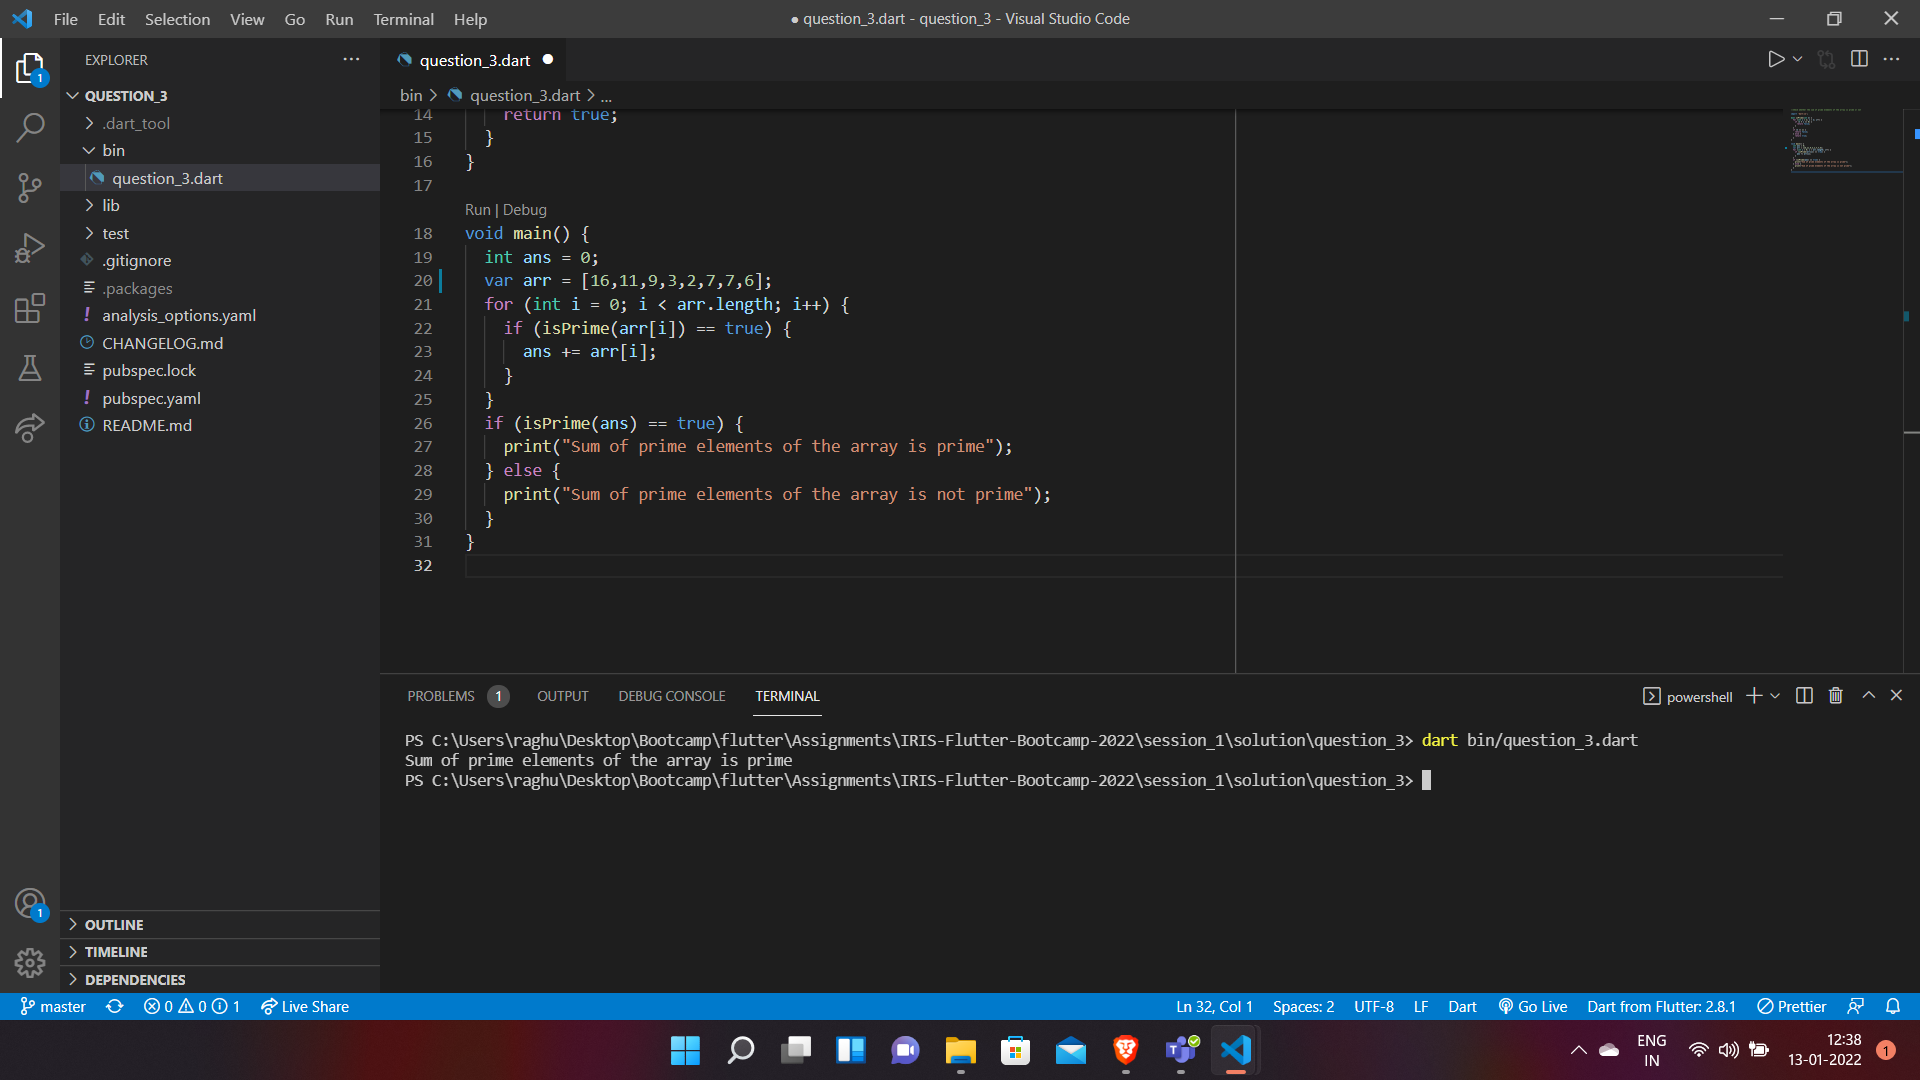 File Edit Selection View Go Run Terminal Help
● question_3.dart - question_3 - Visual Studio Code
EXPLORER
question_3.dart
QUESTION_3
bin > question_3.dart > ...
.dart_tool
bin
question_3.dart
lib
test
.gitignore
.packages
analysis_options.yaml
CHANGELOG.md
pubspec.lock
pubspec.yaml
README.md
OUTLINE
TIMELINE
DEPENDENCIES
1
1
14 return true;
15 }
16 }
17
Run | Debug
18 void main() {
19 int ans = 0;
20 var arr = [16,11,9,3,2,7,7,6];
21 for (int i = 0; i < arr.length; i++) {
22 if (isPrime(arr[i]) == true) {
23 ans += arr[i];
24 }
25 }
26 if (isPrime(ans) == true) {
27 print("Sum of prime elements of the array is prime");
28 } else {
29 print("Sum of prime elements of the array is not prime");
30 }
31 }
32
PROBLEMS 1 OUTPUT DEBUG CONSOLE TERMINAL
powershell
PS C:\Users\raghu\Desktop\Bootcamp\flutter\Assignments\IRIS-Flutter-Bootcamp-2022\session_1\solution\question_3> dart bin/question_3.dart
Sum of prime elements of the array is prime
PS C:\Users\raghu\Desktop\Bootcamp\flutter\Assignments\IRIS-Flutter-Bootcamp-2022\session_1\solution\question_3>
master 0 0 1 Live Share
Ln 32, Col 1 Spaces: 2 UTF-8 LF Dart Go Live Dart from Flutter: 2.8.1 Prettier
ENG
IN
12:38
13-01-2022
1